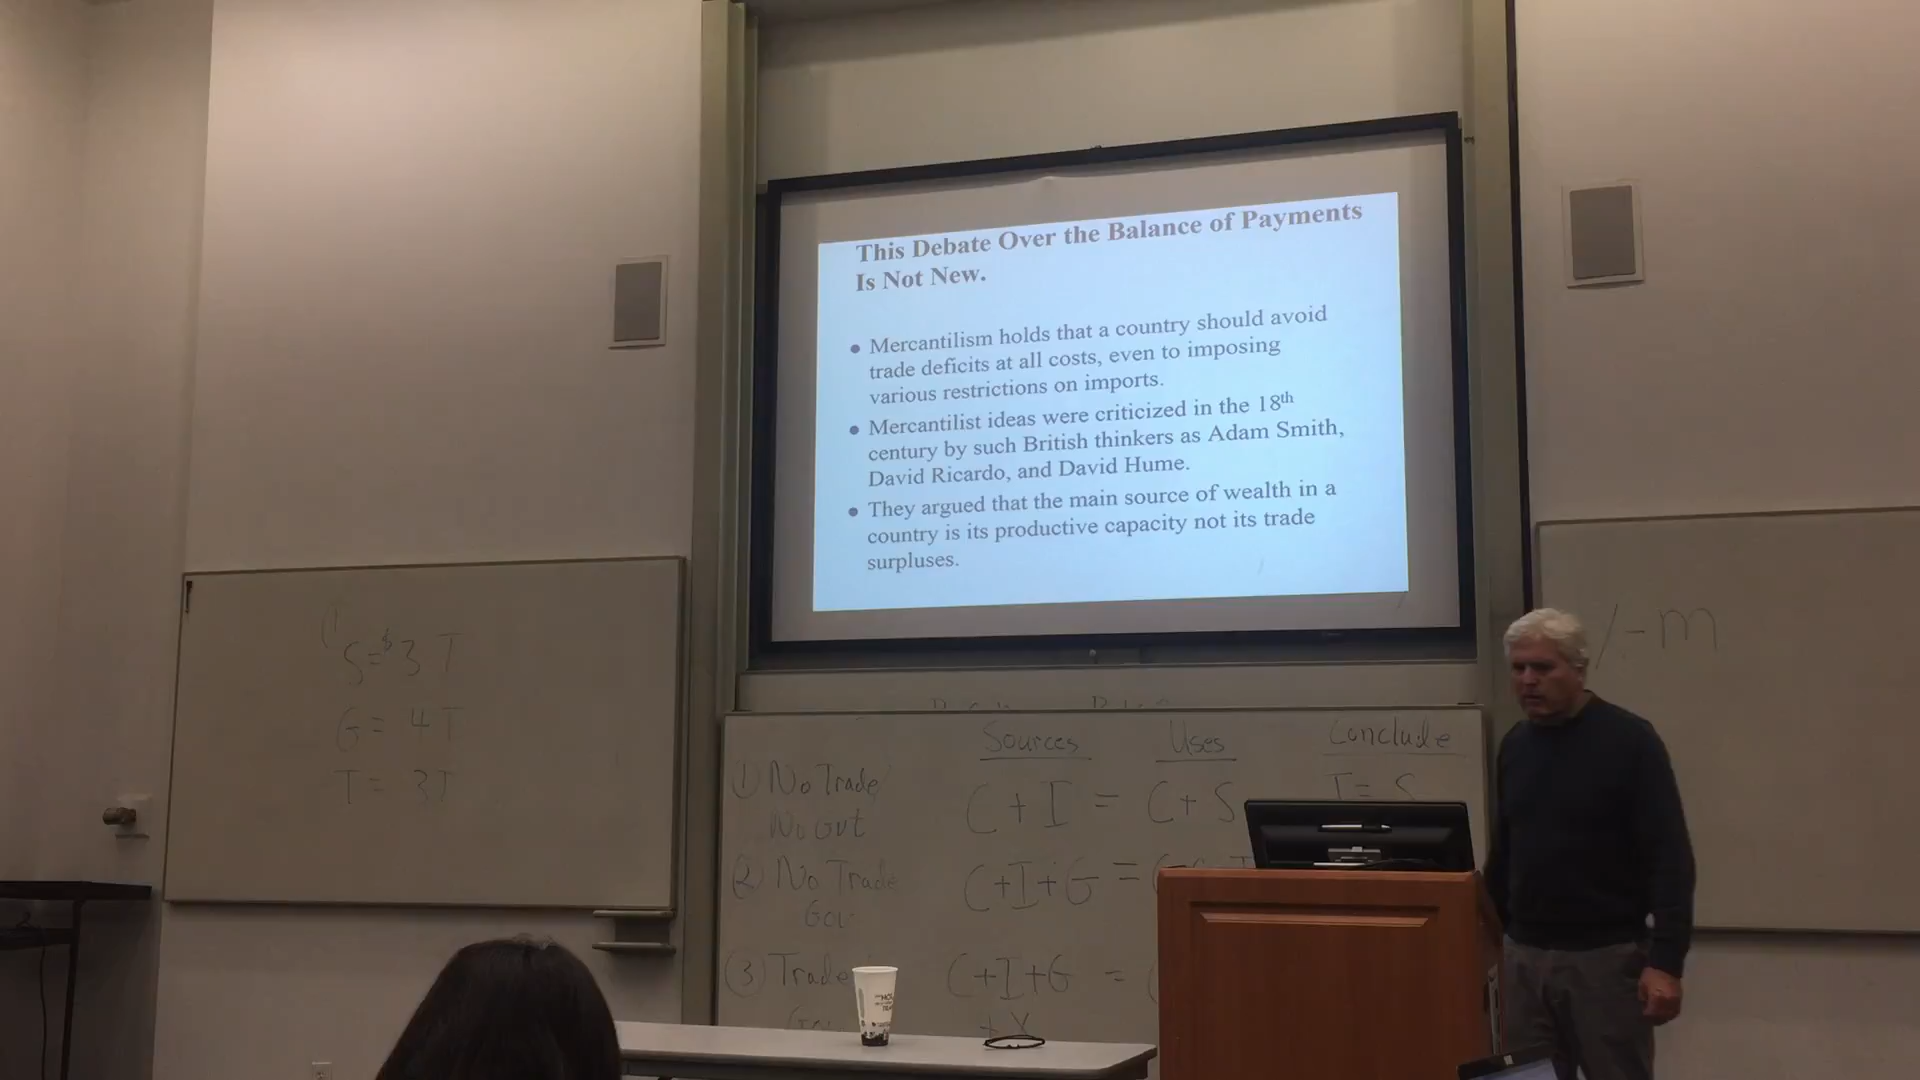 This Debate Over the Balance of Payments
Is Not New.
Mercantilism holds that a country should avoid
trade deficits at all costs, even to imposing
various restrictions on imports.
Mercantilist ideas were criticized in the 18th
century by such British thinkers as Adam Smith,
David Ricardo, and David Hume.
They argued that the main source of wealth in a
country is its productive capacity not its trade
surpluses.
S = $3 T
G = 4T
T = 3T
Sources Uses Conclude
① No Trade C + I = C + S I = S
No Gvt
② No Trade C+I+G =
Gov
③ Trade C+I+G =
+ X
- m